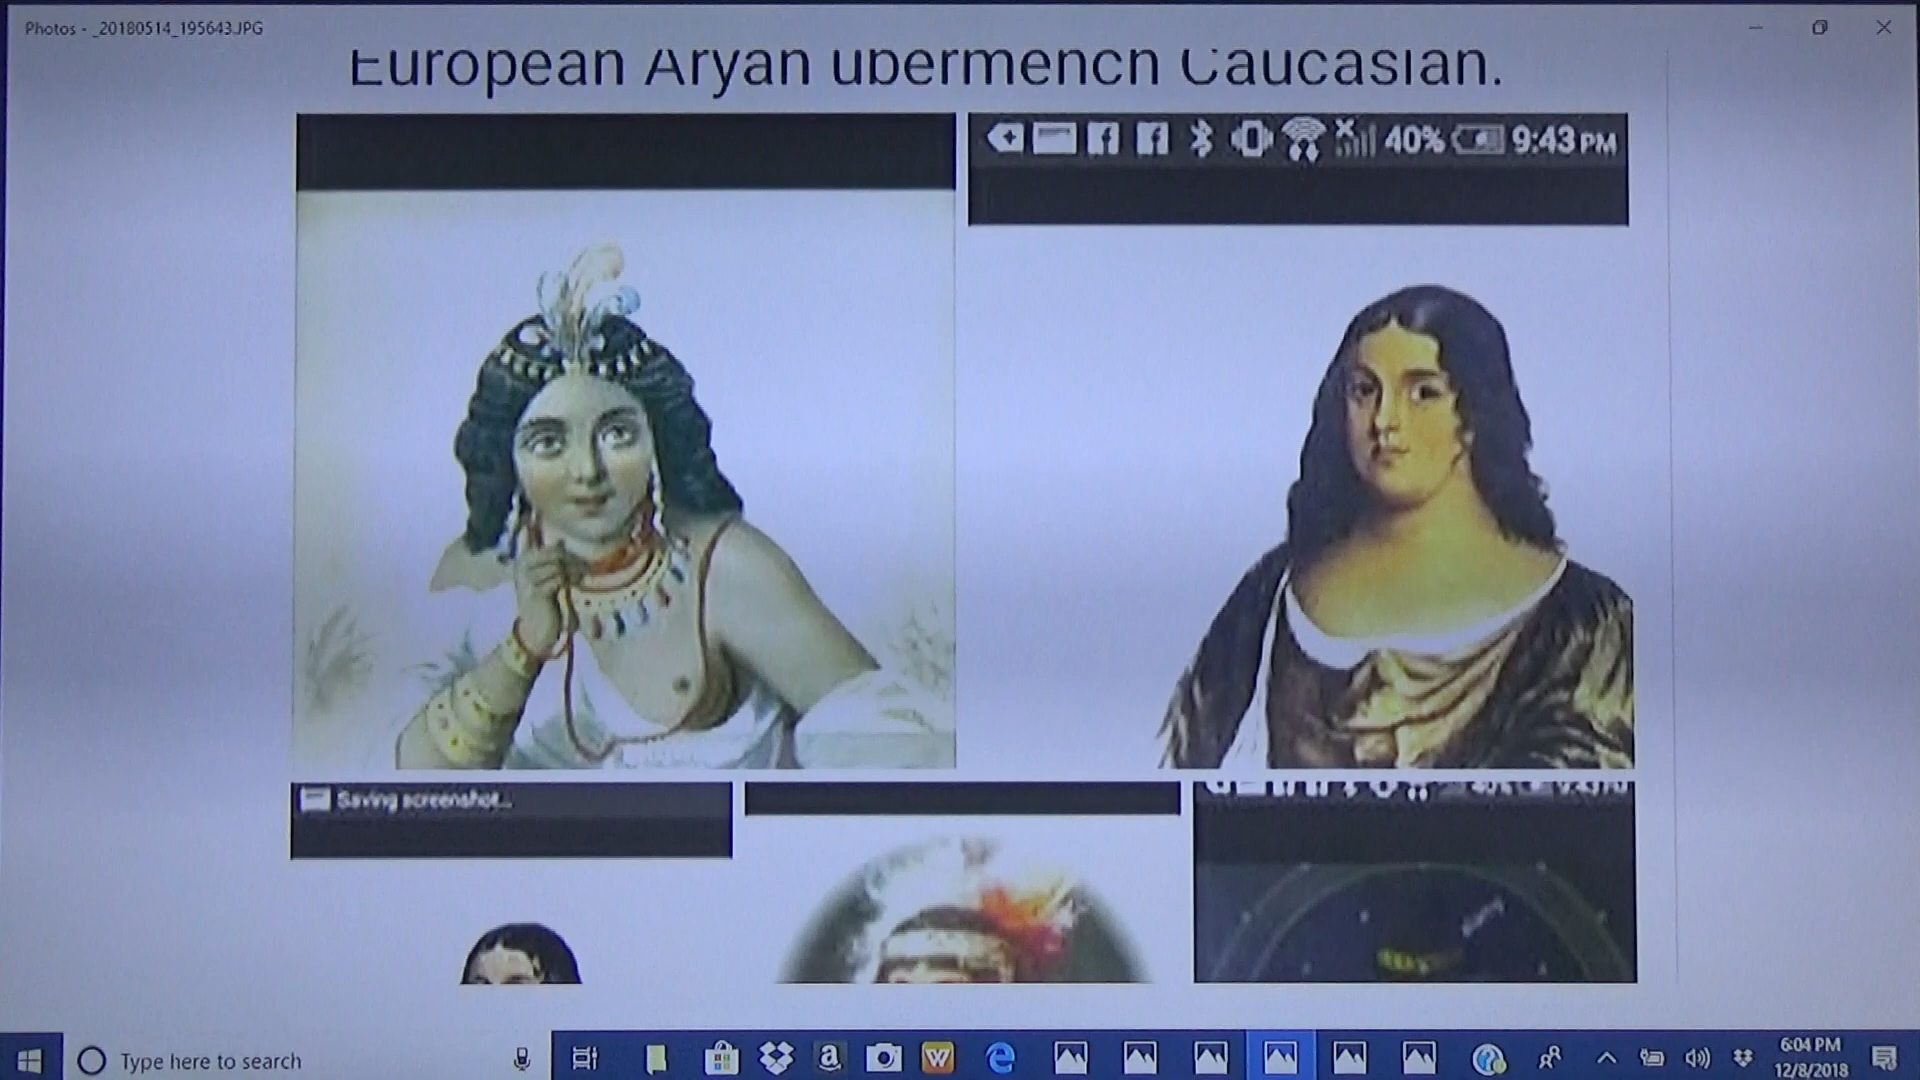 Photos - _20180514_195643.JPG
European Aryan ubermench Caucasian.
40% 9:43 PM
Saving screenshot...
Type here to search
6:04 PM
12/8/2018